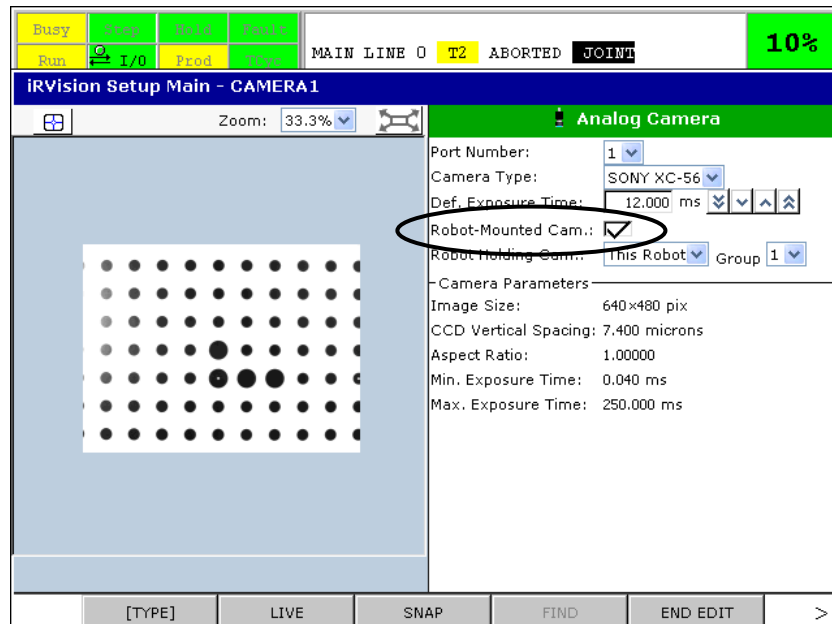 Busy Step Hold Fault
Run I/O Prod TCyc
MAIN LINE 0 T2 ABORTED JOINT
10%
iRVision Setup Main - CAMERA1
Zoom: 33.3%
Analog Camera
Port Number: 1
Camera Type: SONY XC-56
Def. Exposure Time: 12.000 ms
Robot-Mounted Cam.:
Robot Holding Cam.: This Robot Group 1
Camera Parameters
Image Size: 640×480 pix
CCD Vertical Spacing: 7.400 microns
Aspect Ratio: 1.00000
Min. Exposure Time: 0.040 ms
Max. Exposure Time: 250.000 ms
[TYPE] LIVE SNAP FIND END EDIT >